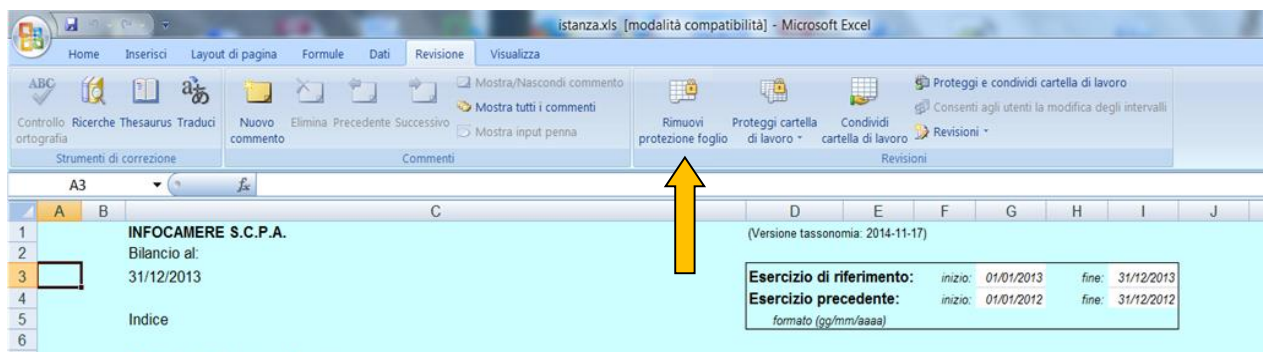 istanza.xls [modalità compatibilità] - Microsoft Excel
Home Inserisci Layout di pagina Formule Dati Revisione Visualizza
ABC
Controllo ortografia
Ricerche
Thesaurus
Traduci
Strumenti di correzione
Nuovo commento
Elimina
Precedente
Successivo
Mostra/Nascondi commento
Mostra tutti i commenti
Mostra input penna
Commenti
Rimuovi protezione foglio
Proteggi cartella di lavoro
Condividi cartella di lavoro
Proteggi e condividi cartella di lavoro
Consenti agli utenti la modifica degli intervalli
Revisioni
Revisioni
A3 fx
A B C D E F G H I J
1 INFOCAMERE S.C.P.A. (Versione tassonomia: 2014-11-17)
2 Bilancio al:
3 31/12/2013 Esercizio di riferimento: inizio: 01/01/2013 fine: 31/12/2013
4 Esercizio precedente: inizio: 01/01/2012 fine: 31/12/2012
5 Indice formato (gg/mm/aaaa)
6